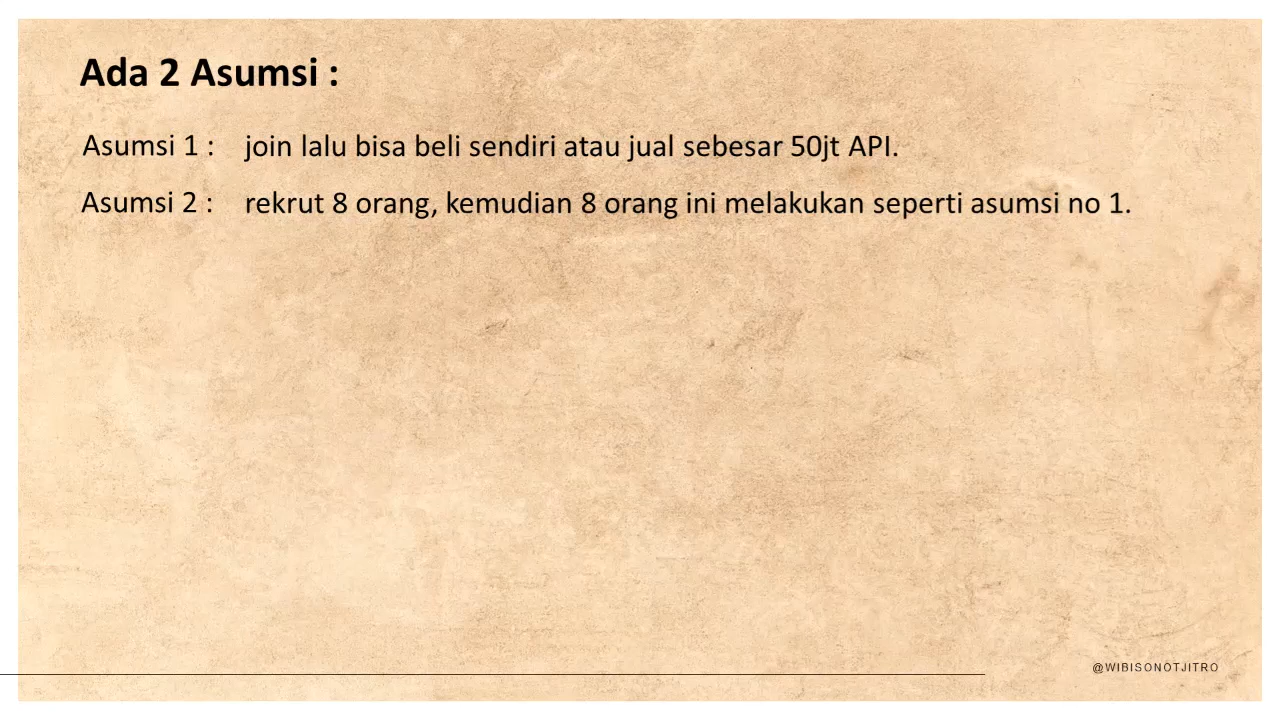 Ada 2 Asumsi :
Asumsi 1 : join lalu bisa beli sendiri atau jual sebesar 50jt API.
Asumsi 2 : rekrut 8 orang, kemudian 8 orang ini melakukan seperti asumsi no 1.
@WIBISONOTJITRO